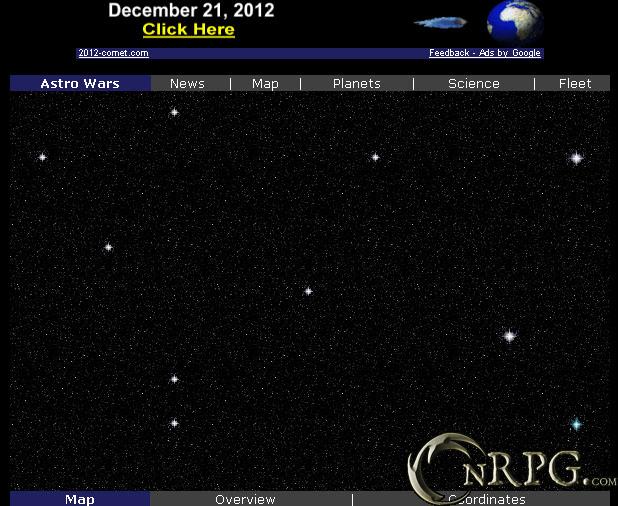 December 21, 2012
Click Here
2012-comet.com Feedback - Ads by Google
Astro Wars News | Map | Planets | Science | Fleet
ONRPG.COM
Map Overview | Coordinates